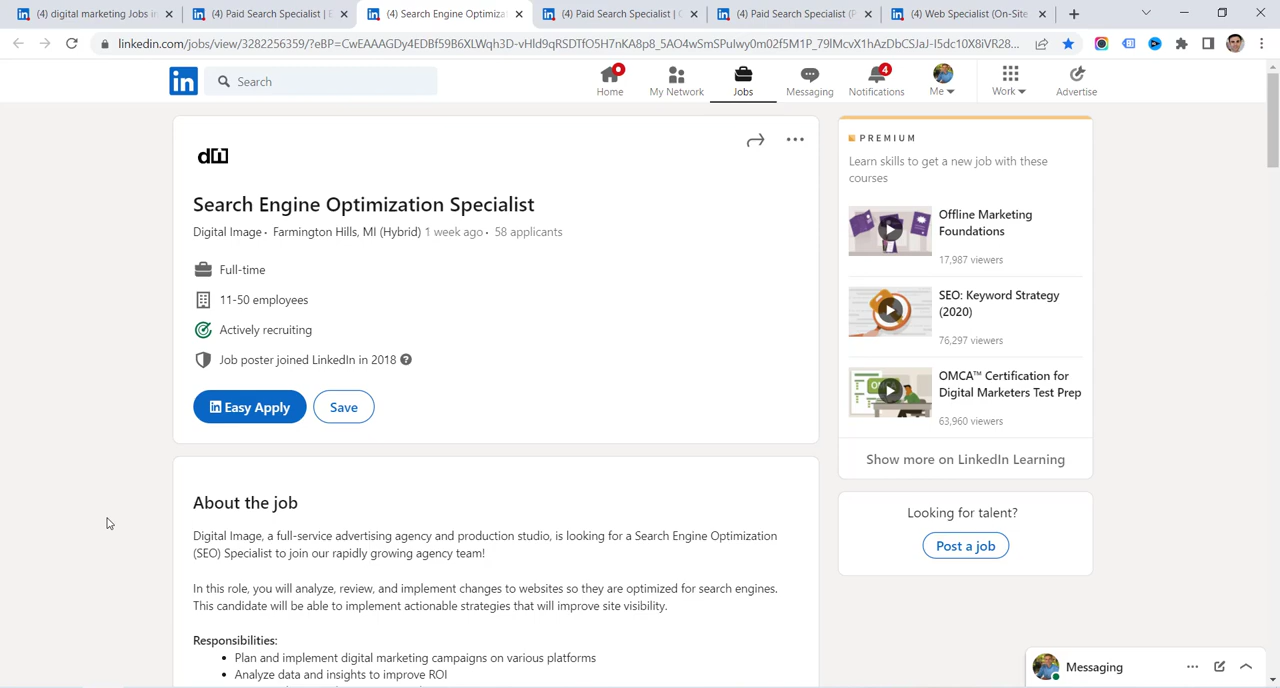 (4) digital marketing Jobs in
(4) Paid Search Specialist | E
(4) Search Engine Optimiza
(4) Paid Search Specialist |
(4) Paid Search Specialist (P
(4) Web Specialist (On-Site
linkedin.com/jobs/view/3282256359/?eBP=
in
Search
Home
My Network
Jobs
Messaging
4
Notifications
Me
Work
Advertise
Search Engine Optimization Specialist
Digital Image · Farmington Hills, MI (Hybrid) 1 week ago · 58 applicants
Full-time
11-50 employees
Actively recruiting
Job poster joined LinkedIn in 2018 ?
in Easy Apply
Save
About the job
Digital Image, a full-service advertising agency and production studio, is looking for a Search Engine Optimization
(SEO) Specialist to join our rapidly growing agency team!
In this role, you will analyze, review, and implement changes to websites so they are optimized for search engines.
This candidate will be able to implement actionable strategies that will improve site visibility.
Responsibilities:
• Plan and implement digital marketing campaigns on various platforms
• Analyze data and insights to improve ROI
PREMIUM
Learn skills to get a new job with these
courses
Offline Marketing
Foundations
17,987 viewers
SEO: Keyword Strategy
(2020)
76,297 viewers
OMCA™ Certification for
Digital Marketers Test Prep
63,960 viewers
Show more on LinkedIn Learning
Looking for talent?
Post a job
Messaging